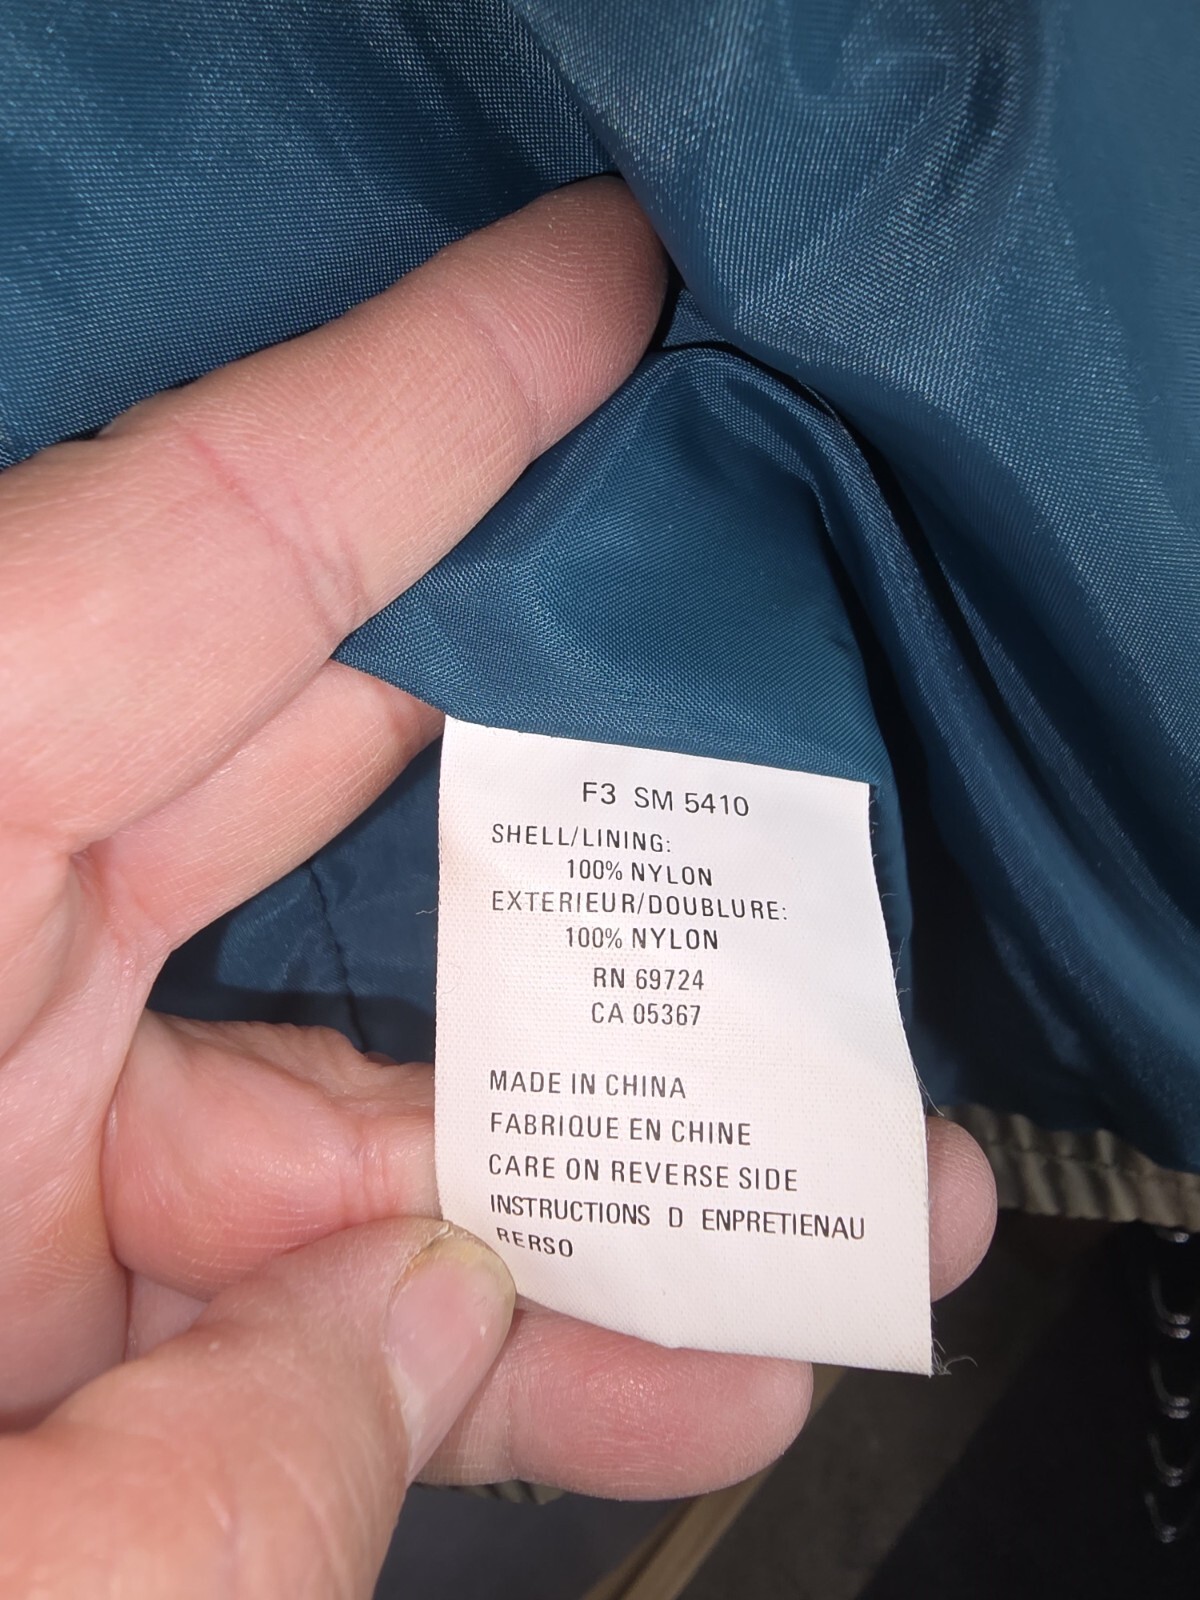 F3 SM 5410
SHELL/LINING:
100% NYLON
EXTERIEUR/DOUBLURE:
100% NYLON
RN 69724
CA 05367
MADE IN CHINA
FABRIQUE EN CHINE
CARE ON REVERSE SIDE
INSTRUCTIONS D ENPRETIENAU
RERSO